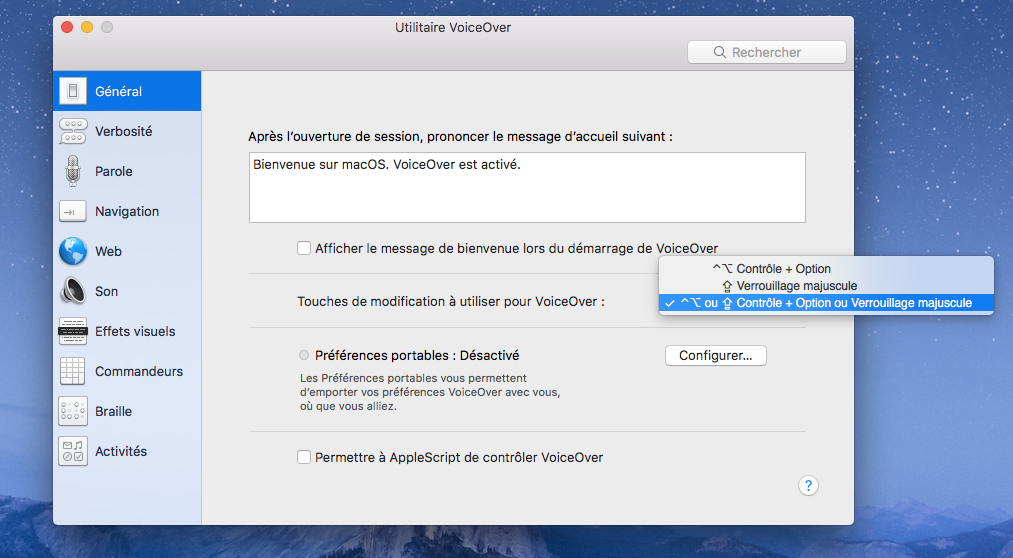 Utilitaire VoiceOver
Rechercher
Général
Verbosité
Parole
Navigation
Web
Son
Effets visuels
Commandeurs
Braille
Activités
Après l’ouverture de session, prononcer le message d’accueil suivant :
Bienvenue sur macOS. VoiceOver est activé.
Afficher le message de bienvenue lors du démarrage de VoiceOver
Touches de modification à utiliser pour VoiceOver :
⌃⌥ Contrôle + Option
⇪ Verrouillage majuscule
✓ ⌃⌥ ou ⇪ Contrôle + Option ou Verrouillage majuscule
Préférences portables : Désactivé
Configurer...
Les Préférences portables vous permettent
d’emporter vos préférences VoiceOver avec vous,
où que vous alliez.
Permettre à AppleScript de contrôler VoiceOver
?